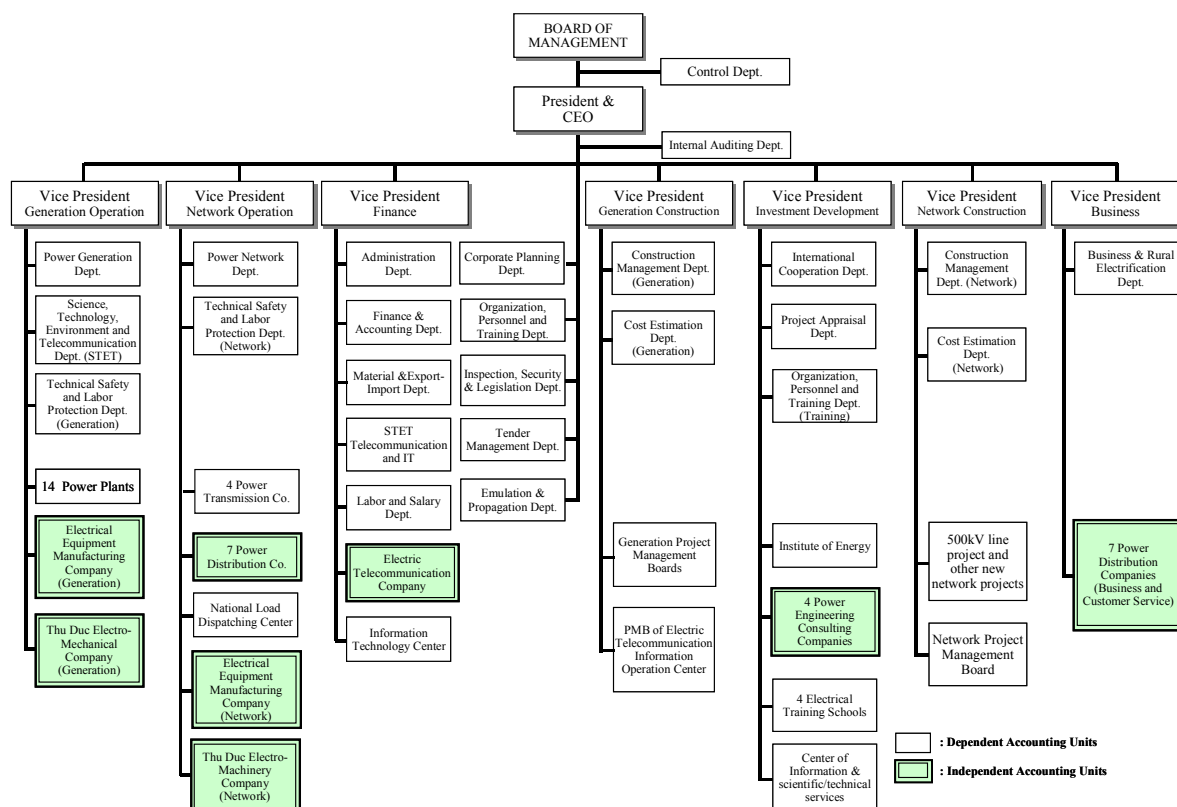 BOARD OF
MANAGEMENT
Control Dept.
President &
CEO
Internal Auditing Dept.
Vice President
Generation Operation
Vice President
Network Operation
Vice President
Finance
Vice President
Generation Construction
Vice President
Investment Development
Vice President
Network Construction
Vice President
Business
Power Generation
Dept.
Science,
Technology,
Environment and
Telecommunication
Dept. (STET)
Technical Safety
and Labor
Protection Dept.
(Generation)
14 Power Plants
Electrical
Equipment
Manufacturing
Company
(Generation)
Thu Duc Electro-
Mechanical
Company
(Generation)
Power Network
Dept.
Technical Safety
and Labor
Protection Dept.
(Network)
4 Power
Transmission Co.
7 Power
Distribution Co.
National Load
Dispatching Center
Electrical
Equipment
Manufacturing
Company
(Network)
Thu Duc Electro-
Machinery
Company
(Network)
Administration
Dept.
Finance &
Accounting Dept.
Material &Export-
Import Dept.
STET
Telecommunication
and IT
Labor and Salary
Dept.
Electric
Telecommunication
Company
Information
Technology Center
Corporate Planning
Dept.
Organization,
Personnel and
Training Dept.
Inspection, Security
& Legislation Dept.
Tender
Management Dept.
Emulation &
Propagation Dept.
Construction
Management Dept.
(Generation)
Cost Estimation
Dept.
(Generation)
Generation Project
Management
Boards
PMB of Electric
Telecommunication
Information
Operation Center
International
Cooperation Dept.
Project Appraisal
Dept.
Organization,
Personnel and
Training Dept.
(Training)
Institute of Energy
4 Power
Engineering
Consulting
Companies
4 Electrical
Training Schools
Center of
Information &
scientific/technical
services
Construction
Management
Dept. (Network)
Cost Estimation
Dept.
(Network)
500kV line
project and
other new
network projects
Network Project
Management
Board
Business & Rural
Electrification
Dept.
7 Power
Distribution
Companies
(Business and
Customer Service)
: Dependent Accounting Units
: Independent Accounting Units